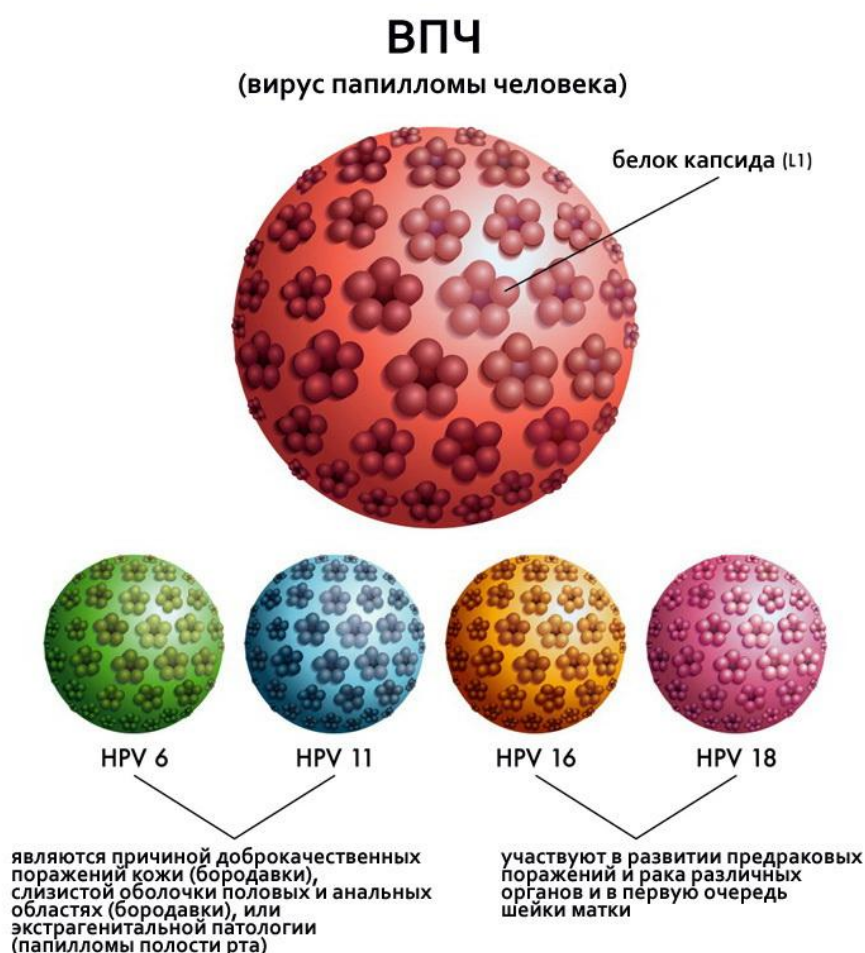 ВПЧ
(вирус папилломы человека)
белок капсида (L1)
HPV 6
HPV 11
HPV 16
HPV 18
являются причиной доброкачественных
поражений кожи (бородавки),
слизистой оболочки половых и анальных
областях (бородавки), или
экстрагенитальной патологии
(папилломы полости рта)
участвуют в развитии предраковых
поражений и рака различных
органов и в первую очередь
шейки матки